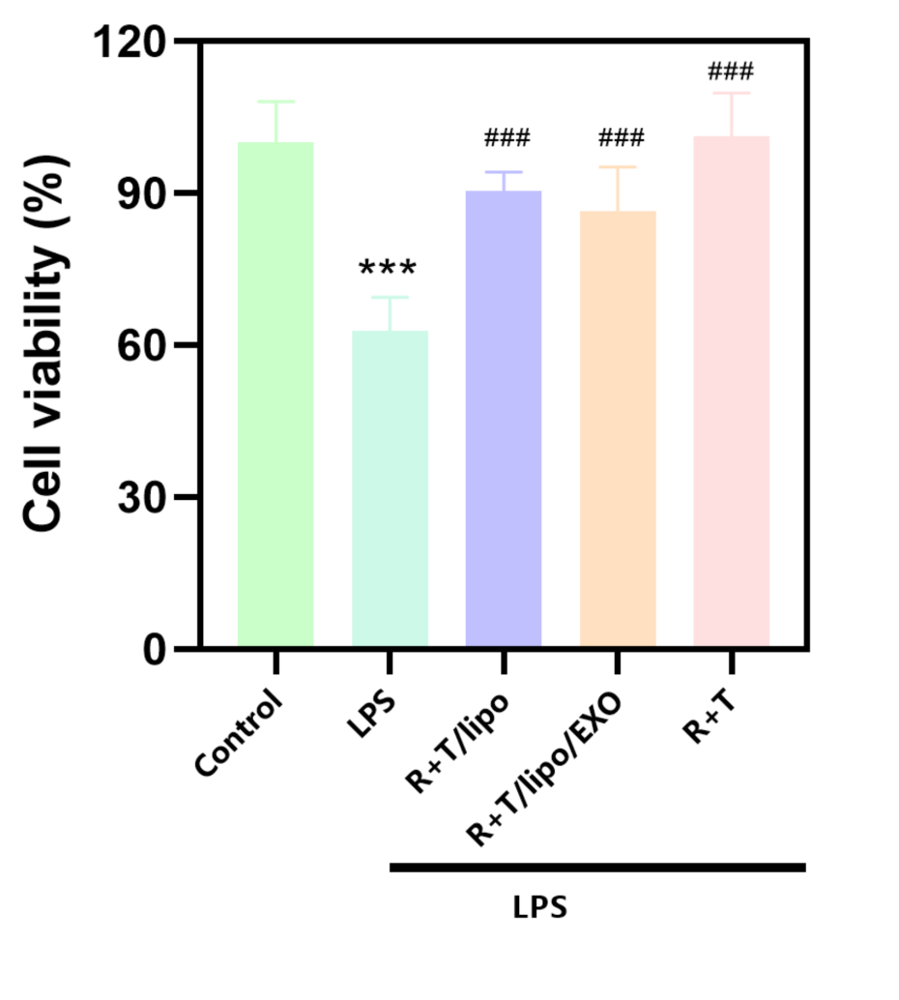 Cell viability (%)
120
90
60
30
0
***
###
###
###
Control
LPS
R+T/lipo
R+T/lipo/EXO
R+T
LPS